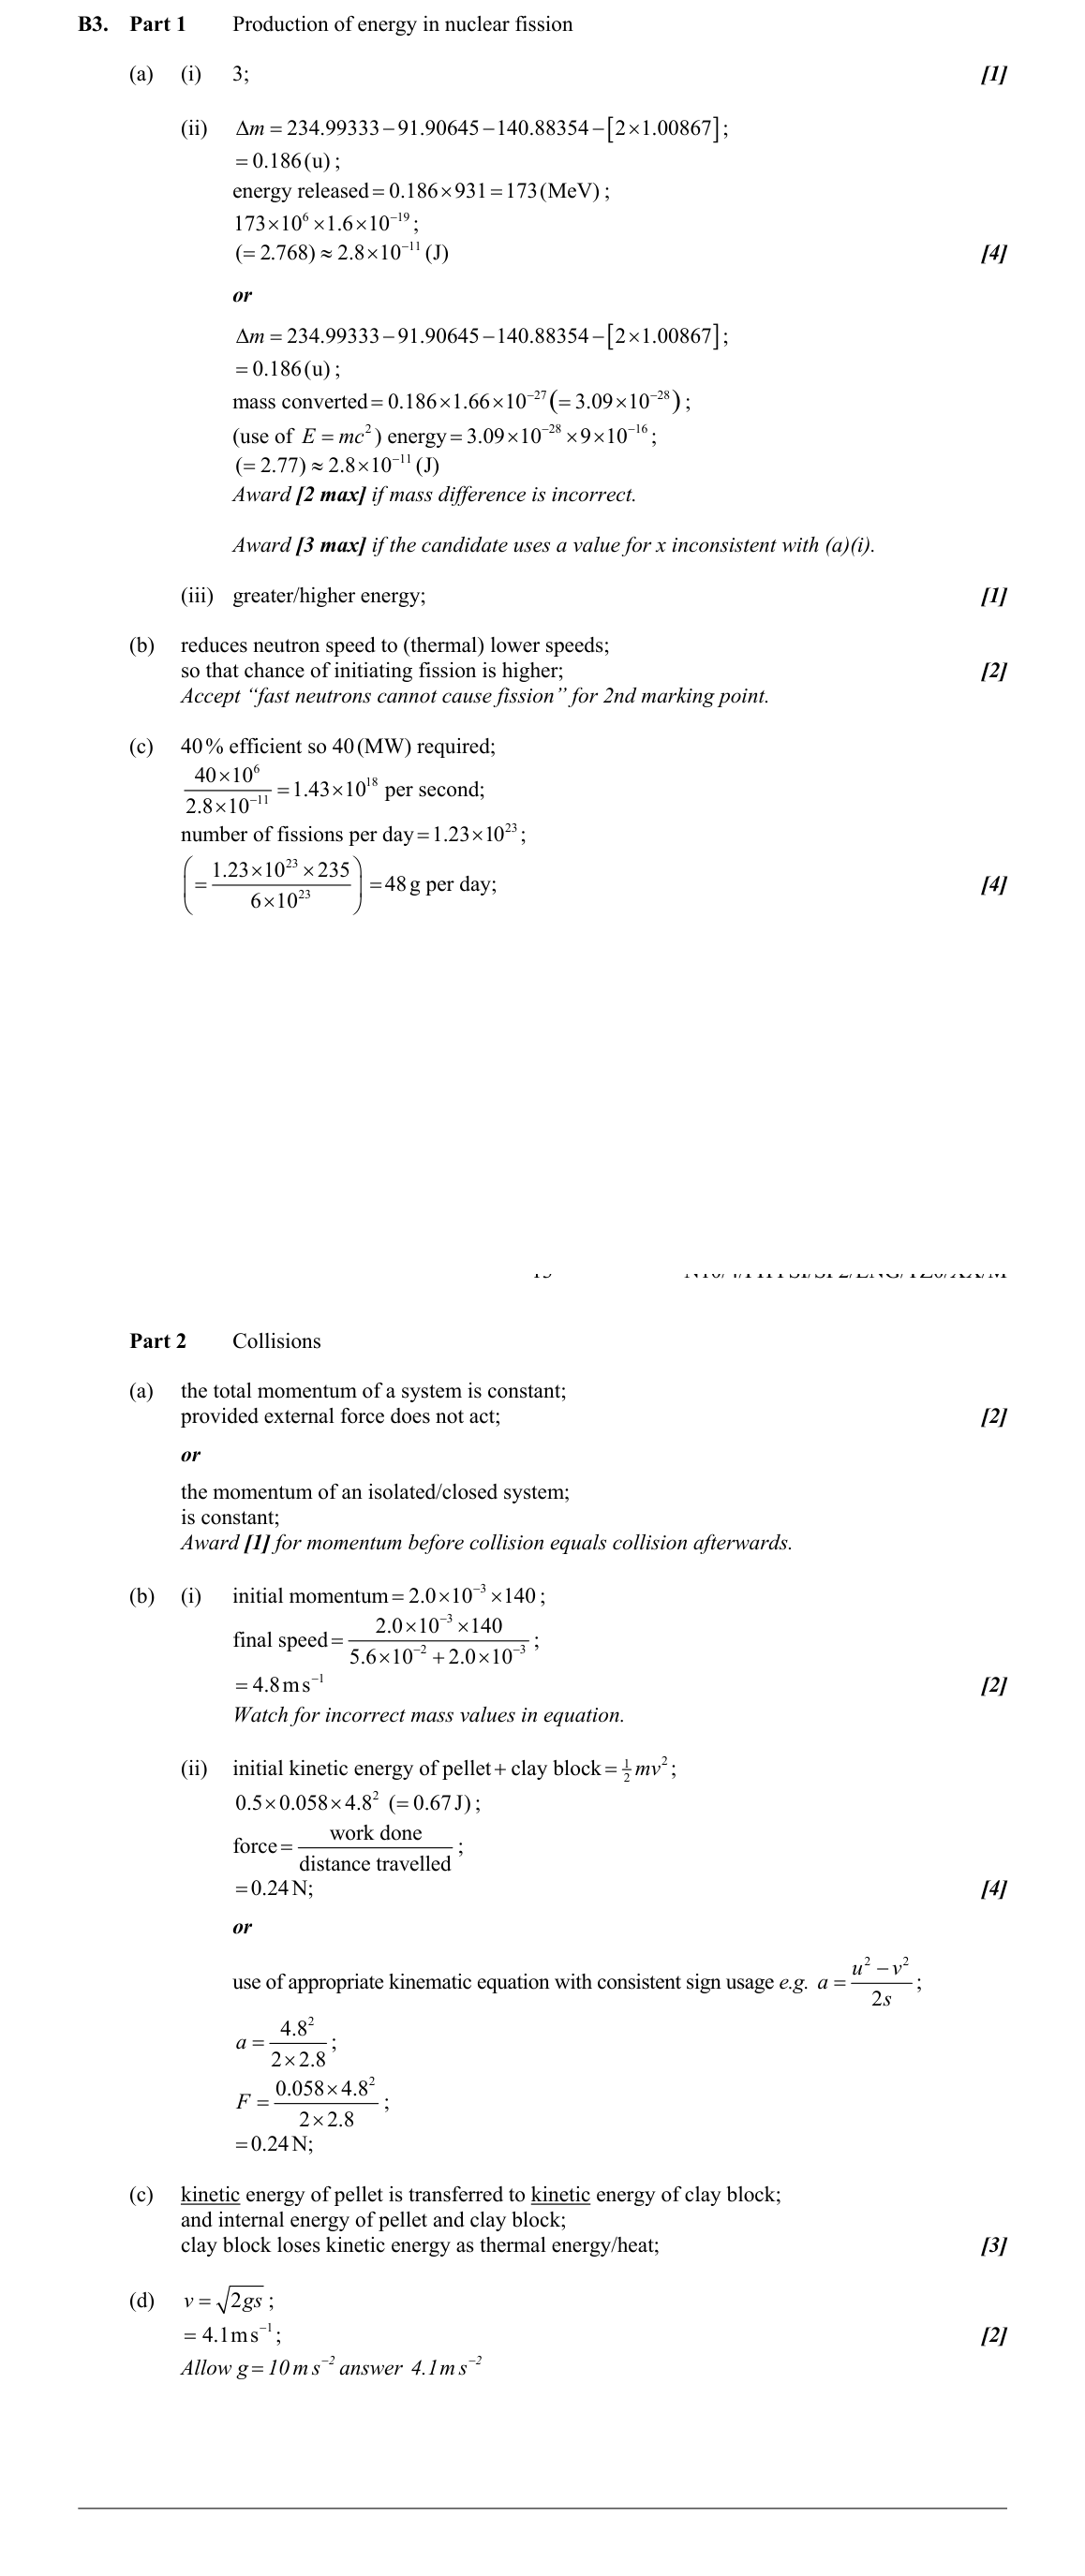 B3. Part 1 Production of energy in nuclear fission
(a) (i) 3; [1]
(ii) Δm = 234.99333 − 91.90645 − 140.88354 − [2 × 1.00867];
= 0.186 (u);
energy released = 0.186 × 931 = 173 (MeV);
173 × 10⁶ × 1.6 × 10⁻¹⁹;
(= 2.768) ≈ 2.8 × 10⁻¹¹ (J) [4]
or
Δm = 234.99333 − 91.90645 − 140.88354 − [2 × 1.00867];
= 0.186 (u);
mass converted = 0.186 × 1.66 × 10⁻²⁷ (= 3.09 × 10⁻²⁸);
(use of E = mc²) energy = 3.09 × 10⁻²⁸ × 9 × 10⁻¹⁶;
(= 2.77) ≈ 2.8 × 10⁻¹¹ (J)
Award [2 max] if mass difference is incorrect.
Award [3 max] if the candidate uses a value for x inconsistent with (a)(i).
(iii) greater/higher energy; [1]
(b) reduces neutron speed to (thermal) lower speeds;
so that chance of initiating fission is higher; [2]
Accept “fast neutrons cannot cause fission” for 2nd marking point.
(c) 40% efficient so 40 (MW) required;
40 × 10⁶ / 2.8 × 10⁻¹¹ = 1.43 × 10¹⁸ per second;
number of fissions per day = 1.23 × 10²³;
(= 1.23 × 10²³ × 235 / 6 × 10²³) = 48 g per day; [4]
Part 2 Collisions
(a) the total momentum of a system is constant;
provided external force does not act; [2]
or
the momentum of an isolated/closed system;
is constant;
Award [1] for momentum before collision equals collision afterwards.
(b) (i) initial momentum = 2.0 × 10⁻³ × 140;
final speed = 2.0 × 10⁻³ × 140 / 5.6 × 10⁻² + 2.0 × 10⁻³;
= 4.8 m s⁻¹ [2]
Watch for incorrect mass values in equation.
(ii) initial kinetic energy of pellet + clay block = ½ mv²;
0.5 × 0.058 × 4.8² (= 0.67 J);
force = work done / distance travelled;
= 0.24 N; [4]
or
use of appropriate kinematic equation with consistent sign usage e.g. a = u² − v² / 2s;
a = 4.8² / 2 × 2.8;
F = 0.058 × 4.8² / 2 × 2.8;
= 0.24 N;
(c) kinetic energy of pellet is transferred to kinetic energy of clay block;
and internal energy of pellet and clay block;
clay block loses kinetic energy as thermal energy/heat; [3]
(d) v = √2gs;
= 4.1 m s⁻¹; [2]
Allow g = 10 m s⁻² answer 4.1 m s⁻²